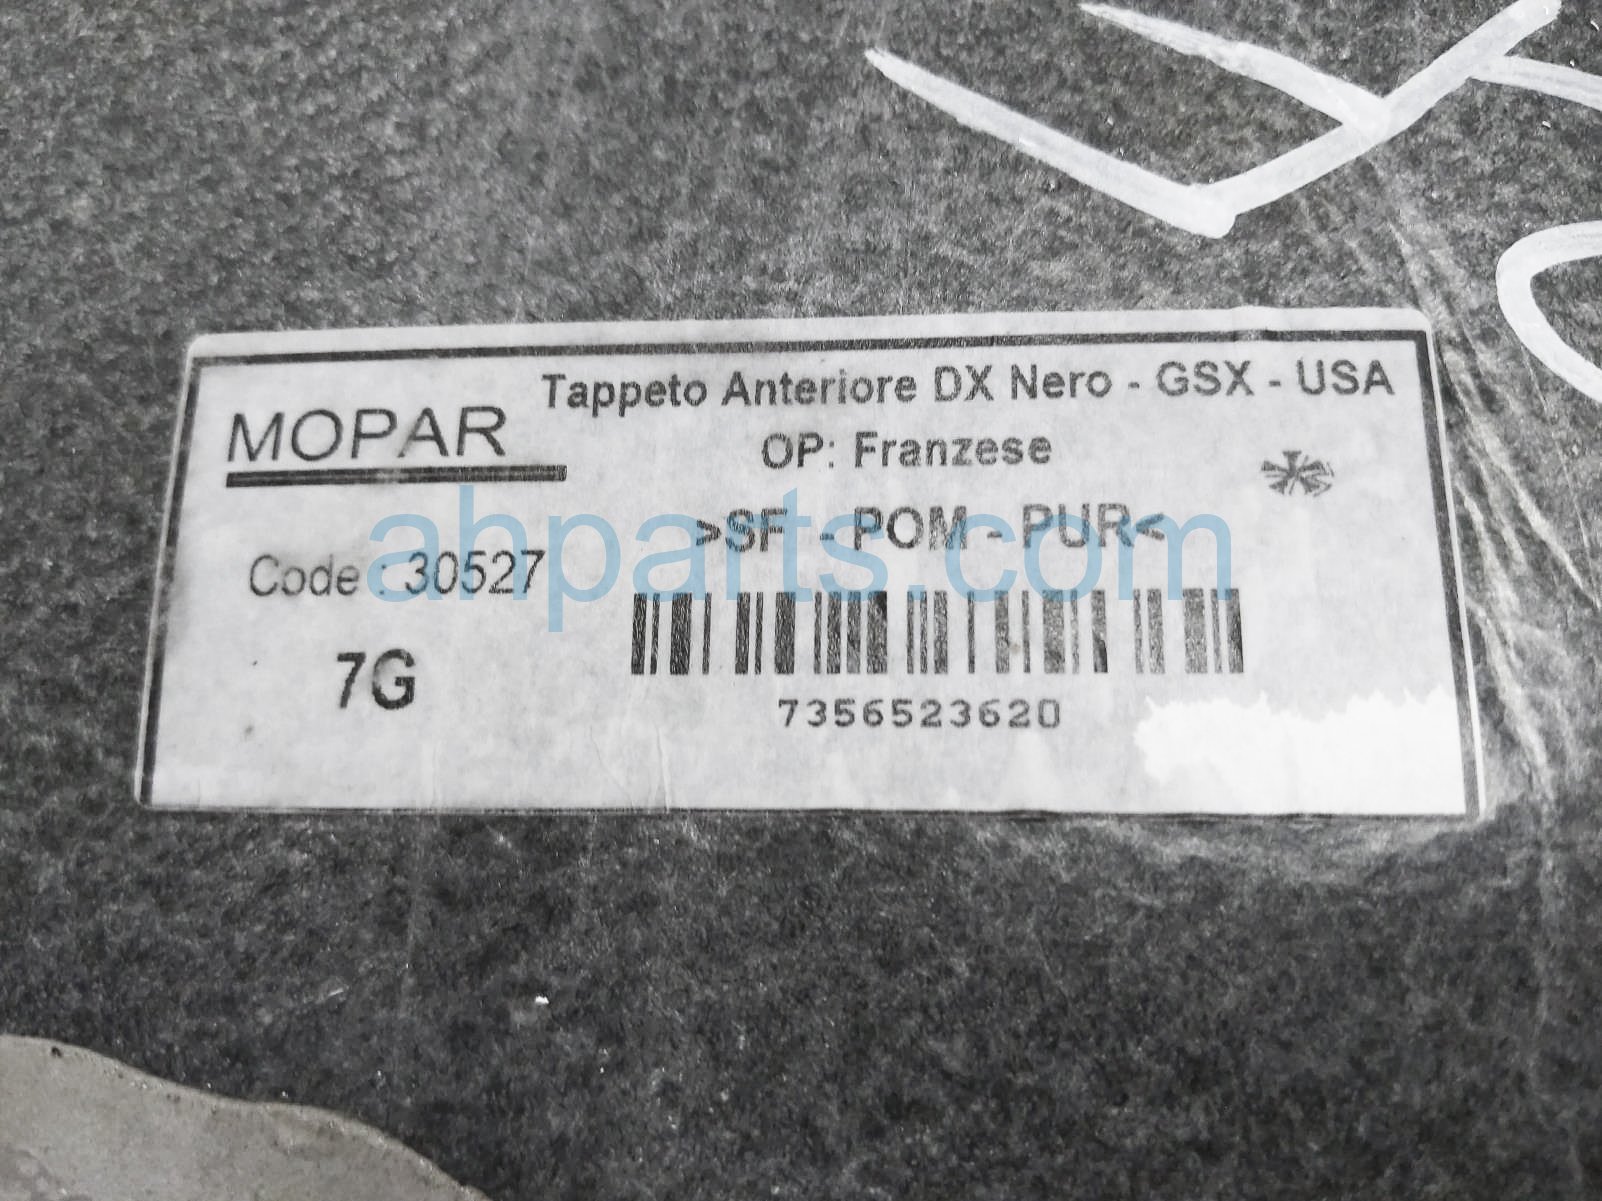 Tappeto Anteriore DX Nero - GSX - USA
MOPAR
OP: Franzese
>SF -POM - PUR<
Code : 30527
7G
7356523620
ahparts.com